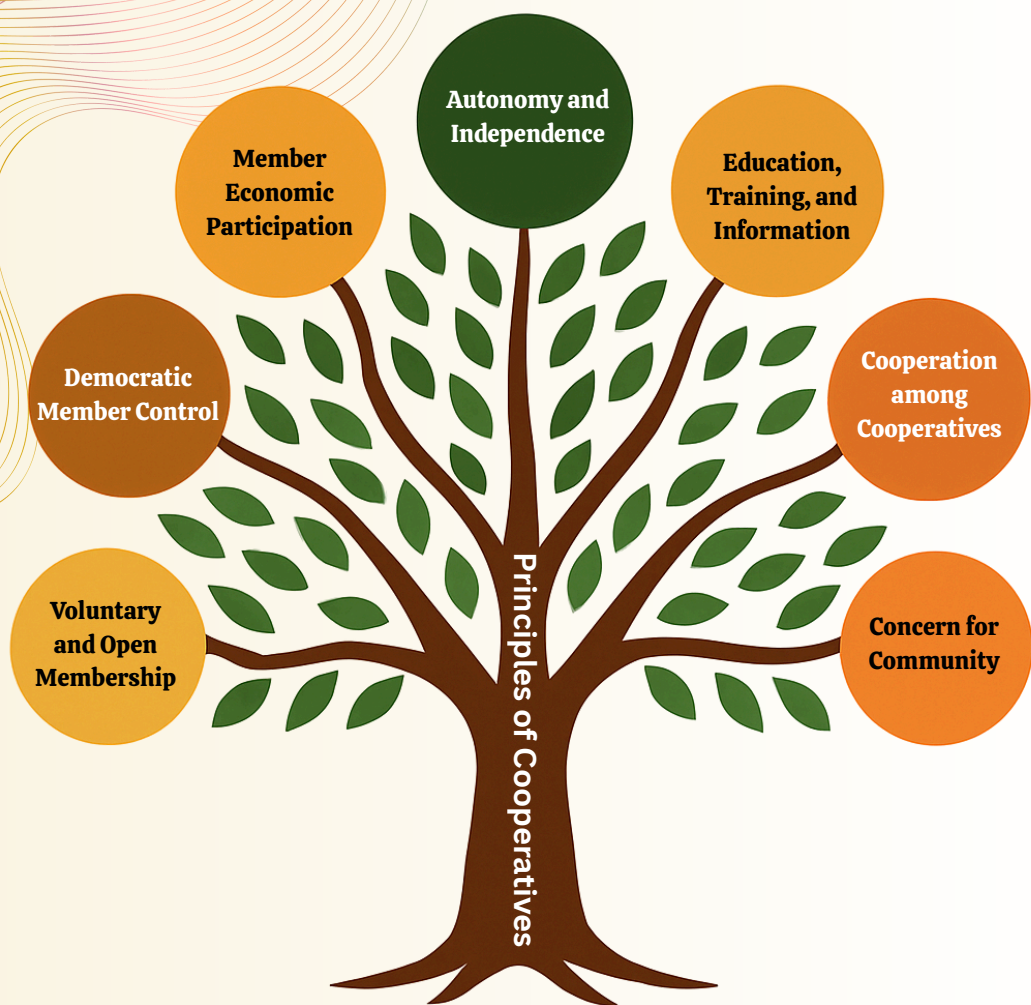 Autonomy and
Independence
Member
Economic
Participation
Education,
Training, and
Information
Democratic
Member Control
Cooperation
among
Cooperatives
Voluntary
and Open
Membership
Concern for
Community
Principles of Cooperatives